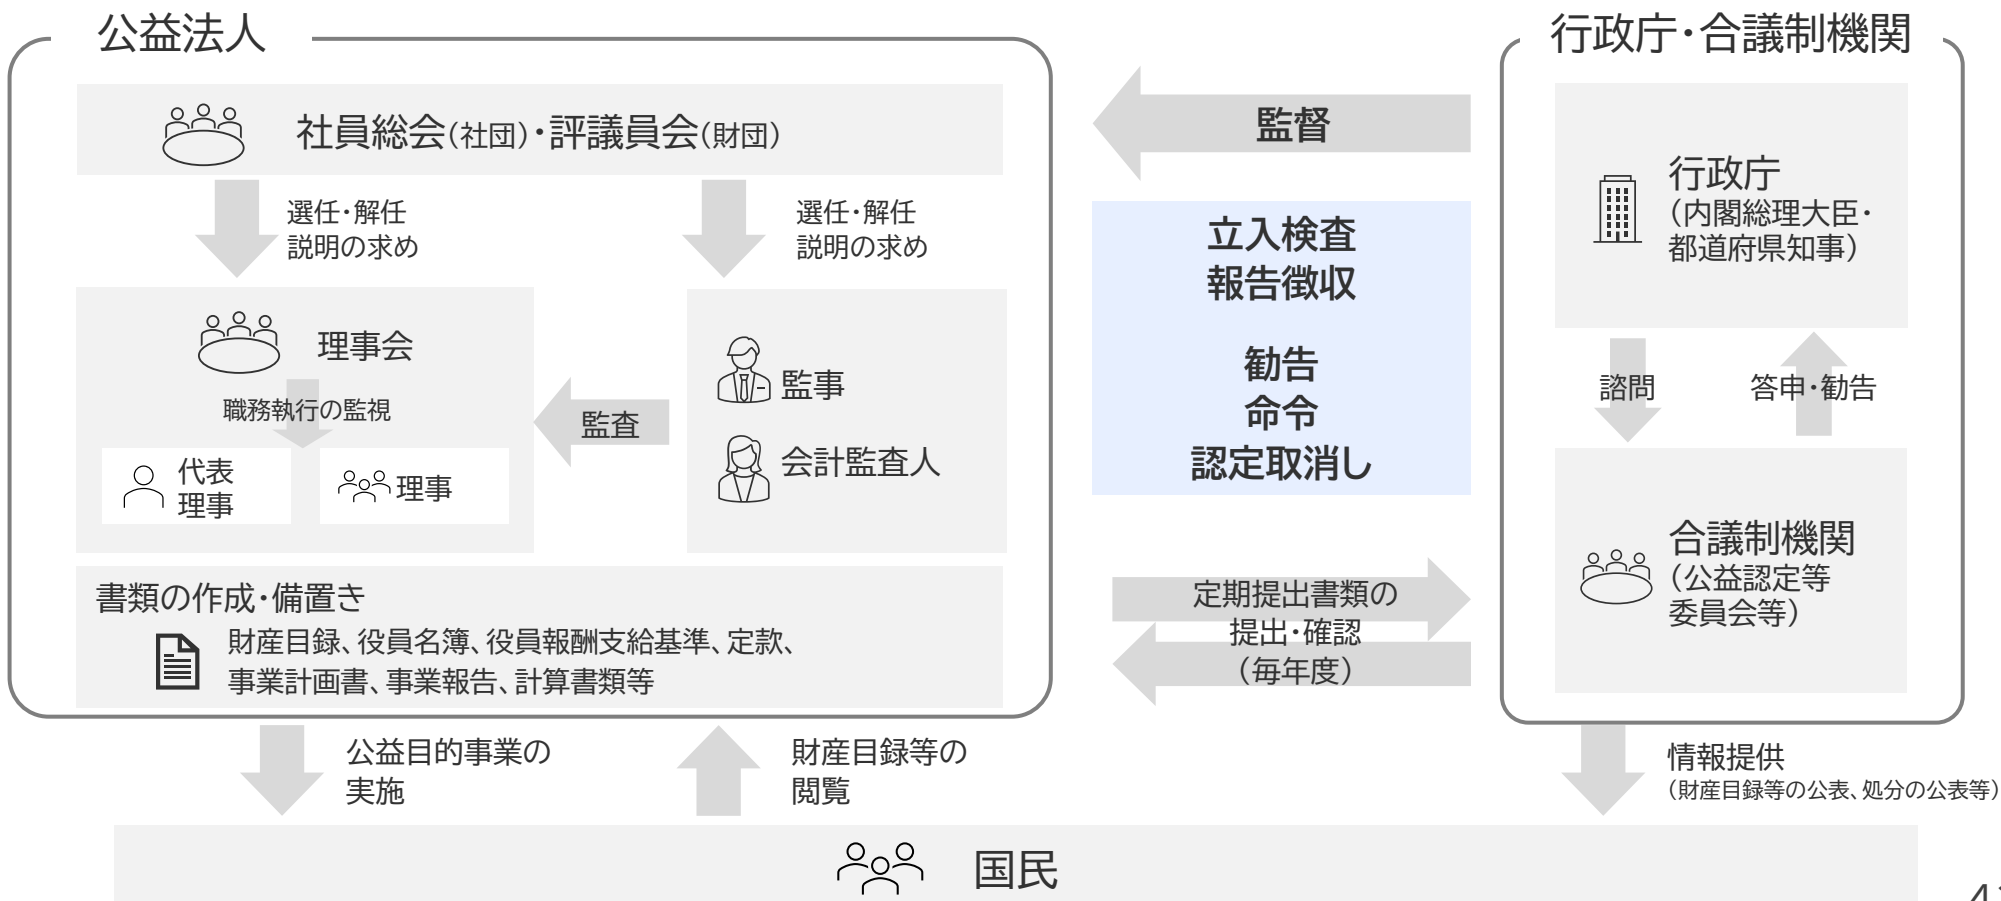 公益法人
社員総会（社団）・評議員会（財団）
選任・解任
説明の求め
選任・解任
説明の求め
理事会
職務執行の監視
代表
理事
理事
監査
監事
会計監査人
書類の作成・備置き
財産目録、役員名簿、役員報酬支給基準、定款、
事業計画書、事業報告、計算書類等
監督
立入検査
報告徴収
勧告
命令
認定取消し
定期提出書類の
提出・確認
（毎年度）
行政庁・合議制機関
行政庁
（内閣総理大臣・
都道府県知事）
諮問
答申・勧告
合議制機関
（公益認定等
委員会等）
公益目的事業の
実施
財産目録等の
閲覧
情報提供
（財産目録等の公表、処分の公表等）
国民